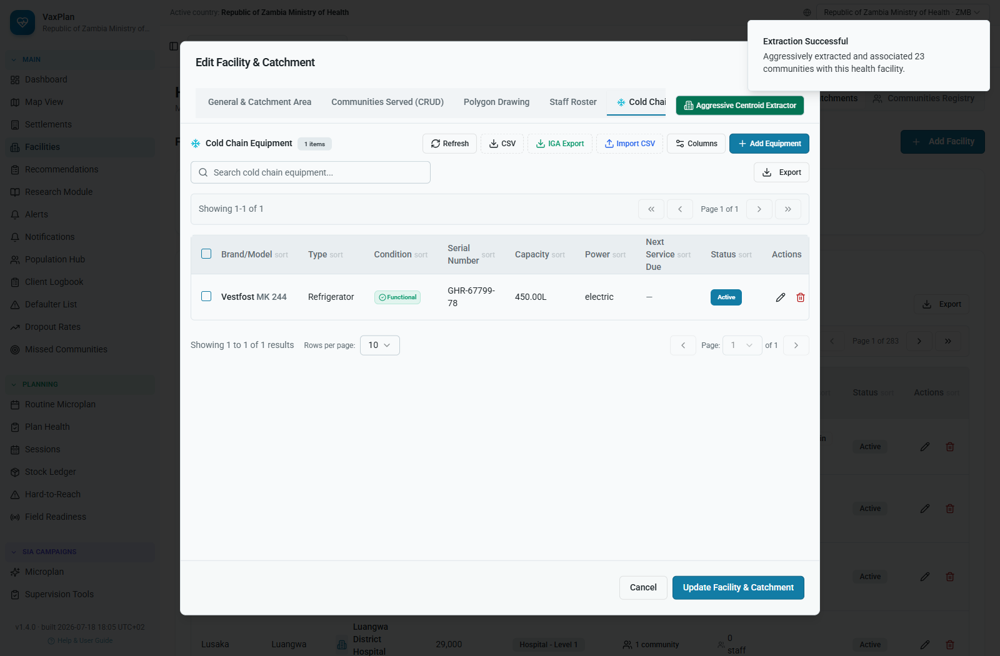 VaxPlan
Republic of Zambia Ministry of...
MAIN
Dashboard
Map View
Settlements
Facilities
Recommendations
Research Module
Alerts
Notifications
Population Hub
Client Logbook
Defaulter List
Dropout Rates
Missed Communities
PLANNING
Routine Microplan
Plan Health
Sessions
Stock Ledger
Hard-to-Reach
Field Readiness
SIA CAMPAIGNS
Microplan
Supervision Tools
v1.4.0 · built 2026-07-18 18:05 UTC+02
Help & User Guide
Active country: Republic of Zambia Ministry of Health
Republic of Zambia Ministry of Health · ZMB
Extraction Successful
Aggressively extracted and associated 23
communities with this health facility.
Communities Registry
Add Facility
Edit Facility & Catchment
General & Catchment Area
Communities Served (CRUD)
Polygon Drawing
Staff Roster
Cold Chai
Aggressive Centroid Extractor
Cold Chain Equipment
1 items
Refresh
CSV
IGA Export
Import CSV
Columns
Add Equipment
Search cold chain equipment...
Export
Showing 1-1 of 1
Page 1 of 1
Brand/Model sort
Type sort
Condition sort
Serial Number sort
Capacity sort
Power sort
Next Service Due sort
Status sort
Actions
Vestfost MK 244
Refrigerator
Functional
GHR-67799-
78
450.00L
electric
—
Active
Showing 1 to 1 of 1 results
Rows per page:
10
Page:
1
of 1
Cancel
Update Facility & Catchment
Export
Page 1 of 283
Status sort
Actions sort
in
Active
Active
Active
Lusaka
Luangwa
Luangwa
District
Hospital
29,000
Hospital - Level 1
1 community
0
staff
Active